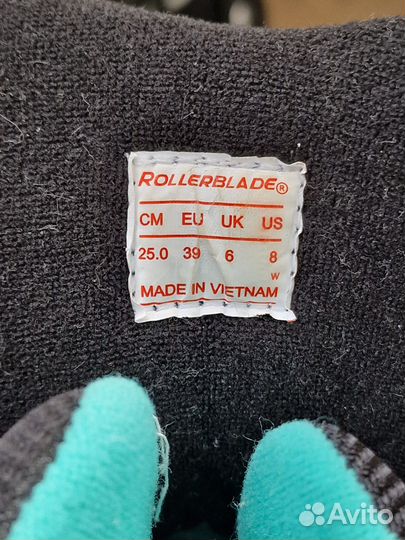 ROLLERBLADE®
CM EU UK US
25.0 39 6 8
W
MADE IN VIETNAM
Avito